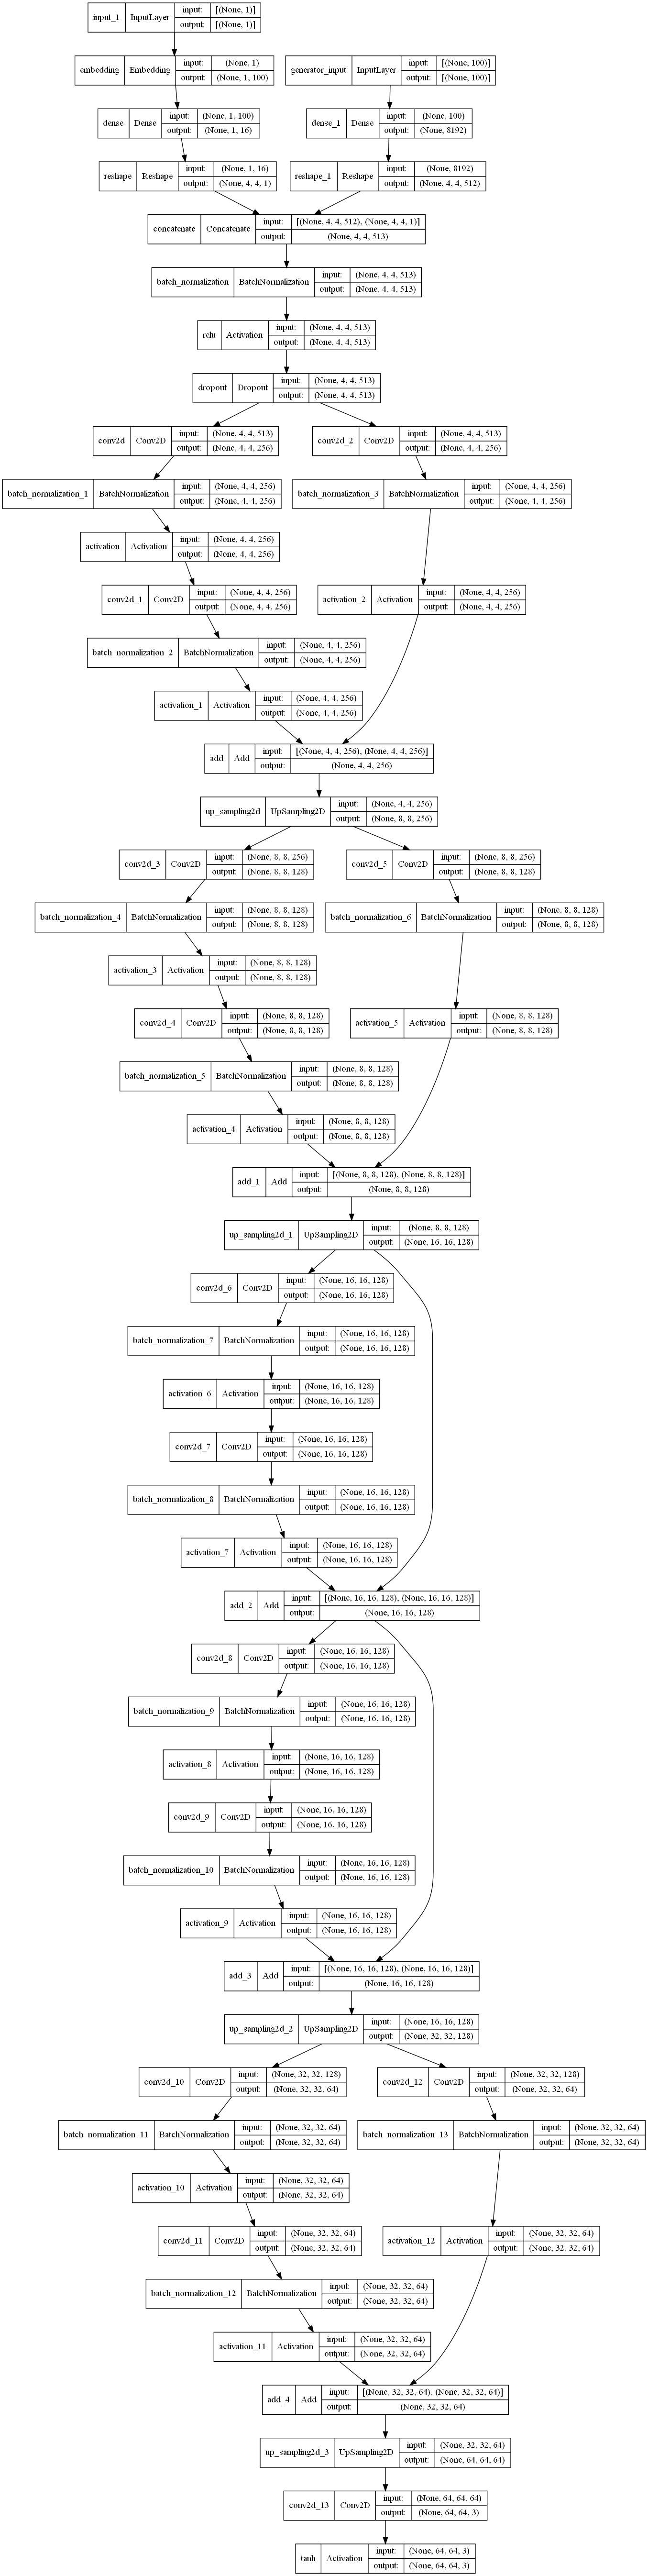 input_1 InputLayer input: [(None, 1)]
output: [(None, 1)]
embedding Embedding input: (None, 1)
output: (None, 1, 100)
generator_input InputLayer input: [(None, 100)]
output: [(None, 100)]
dense Dense input: (None, 1, 100)
output: (None, 1, 16)
dense_1 Dense input: (None, 100)
output: (None, 8192)
reshape Reshape input: (None, 1, 16)
output: (None, 4, 4, 1)
reshape_1 Reshape input: (None, 8192)
output: (None, 4, 4, 512)
concatenate Concatenate input: [(None, 4, 4, 512), (None, 4, 4, 1)]
output: (None, 4, 4, 513)
batch_normalization BatchNormalization input: (None, 4, 4, 513)
output: (None, 4, 4, 513)
relu Activation input: (None, 4, 4, 513)
output: (None, 4, 4, 513)
dropout Dropout input: (None, 4, 4, 513)
output: (None, 4, 4, 513)
conv2d Conv2D input: (None, 4, 4, 513)
output: (None, 4, 4, 256)
conv2d_2 Conv2D input: (None, 4, 4, 513)
output: (None, 4, 4, 256)
batch_normalization_1 BatchNormalization input: (None, 4, 4, 256)
output: (None, 4, 4, 256)
batch_normalization_3 BatchNormalization input: (None, 4, 4, 256)
output: (None, 4, 4, 256)
activation Activation input: (None, 4, 4, 256)
output: (None, 4, 4, 256)
conv2d_1 Conv2D input: (None, 4, 4, 256)
output: (None, 4, 4, 256)
activation_2 Activation input: (None, 4, 4, 256)
output: (None, 4, 4, 256)
batch_normalization_2 BatchNormalization input: (None, 4, 4, 256)
output: (None, 4, 4, 256)
activation_1 Activation input: (None, 4, 4, 256)
output: (None, 4, 4, 256)
add Add input: [(None, 4, 4, 256), (None, 4, 4, 256)]
output: (None, 4, 4, 256)
up_sampling2d UpSampling2D input: (None, 4, 4, 256)
output: (None, 8, 8, 256)
conv2d_3 Conv2D input: (None, 8, 8, 256)
output: (None, 8, 8, 128)
conv2d_5 Conv2D input: (None, 8, 8, 256)
output: (None, 8, 8, 128)
batch_normalization_4 BatchNormalization input: (None, 8, 8, 128)
output: (None, 8, 8, 128)
batch_normalization_6 BatchNormalization input: (None, 8, 8, 128)
output: (None, 8, 8, 128)
activation_3 Activation input: (None, 8, 8, 128)
output: (None, 8, 8, 128)
conv2d_4 Conv2D input: (None, 8, 8, 128)
output: (None, 8, 8, 128)
activation_5 Activation input: (None, 8, 8, 128)
output: (None, 8, 8, 128)
batch_normalization_5 BatchNormalization input: (None, 8, 8, 128)
output: (None, 8, 8, 128)
activation_4 Activation input: (None, 8, 8, 128)
output: (None, 8, 8, 128)
add_1 Add input: [(None, 8, 8, 128), (None, 8, 8, 128)]
output: (None, 8, 8, 128)
up_sampling2d_1 UpSampling2D input: (None, 8, 8, 128)
output: (None, 16, 16, 128)
conv2d_6 Conv2D input: (None, 16, 16, 128)
output: (None, 16, 16, 128)
batch_normalization_7 BatchNormalization input: (None, 16, 16, 128)
output: (None, 16, 16, 128)
activation_6 Activation input: (None, 16, 16, 128)
output: (None, 16, 16, 128)
conv2d_7 Conv2D input: (None, 16, 16, 128)
output: (None, 16, 16, 128)
batch_normalization_8 BatchNormalization input: (None, 16, 16, 128)
output: (None, 16, 16, 128)
activation_7 Activation input: (None, 16, 16, 128)
output: (None, 16, 16, 128)
add_2 Add input: [(None, 16, 16, 128), (None, 16, 16, 128)]
output: (None, 16, 16, 128)
conv2d_8 Conv2D input: (None, 16, 16, 128)
output: (None, 16, 16, 128)
batch_normalization_9 BatchNormalization input: (None, 16, 16, 128)
output: (None, 16, 16, 128)
activation_8 Activation input: (None, 16, 16, 128)
output: (None, 16, 16, 128)
conv2d_9 Conv2D input: (None, 16, 16, 128)
output: (None, 16, 16, 128)
batch_normalization_10 BatchNormalization input: (None, 16, 16, 128)
output: (None, 16, 16, 128)
activation_9 Activation input: (None, 16, 16, 128)
output: (None, 16, 16, 128)
add_3 Add input: [(None, 16, 16, 128), (None, 16, 16, 128)]
output: (None, 16, 16, 128)
up_sampling2d_2 UpSampling2D input: (None, 16, 16, 128)
output: (None, 32, 32, 128)
conv2d_10 Conv2D input: (None, 32, 32, 128)
output: (None, 32, 32, 64)
conv2d_12 Conv2D input: (None, 32, 32, 128)
output: (None, 32, 32, 64)
batch_normalization_11 BatchNormalization input: (None, 32, 32, 64)
output: (None, 32, 32, 64)
batch_normalization_13 BatchNormalization input: (None, 32, 32, 64)
output: (None, 32, 32, 64)
activation_10 Activation input: (None, 32, 32, 64)
output: (None, 32, 32, 64)
conv2d_11 Conv2D input: (None, 32, 32, 64)
output: (None, 32, 32, 64)
activation_12 Activation input: (None, 32, 32, 64)
output: (None, 32, 32, 64)
batch_normalization_12 BatchNormalization input: (None, 32, 32, 64)
output: (None, 32, 32, 64)
activation_11 Activation input: (None, 32, 32, 64)
output: (None, 32, 32, 64)
add_4 Add input: [(None, 32, 32, 64), (None, 32, 32, 64)]
output: (None, 32, 32, 64)
up_sampling2d_3 UpSampling2D input: (None, 32, 32, 64)
output: (None, 64, 64, 64)
conv2d_13 Conv2D input: (None, 64, 64, 64)
output: (None, 64, 64, 3)
tanh Activation input: (None, 64, 64, 3)
output: (None, 64, 64, 3)